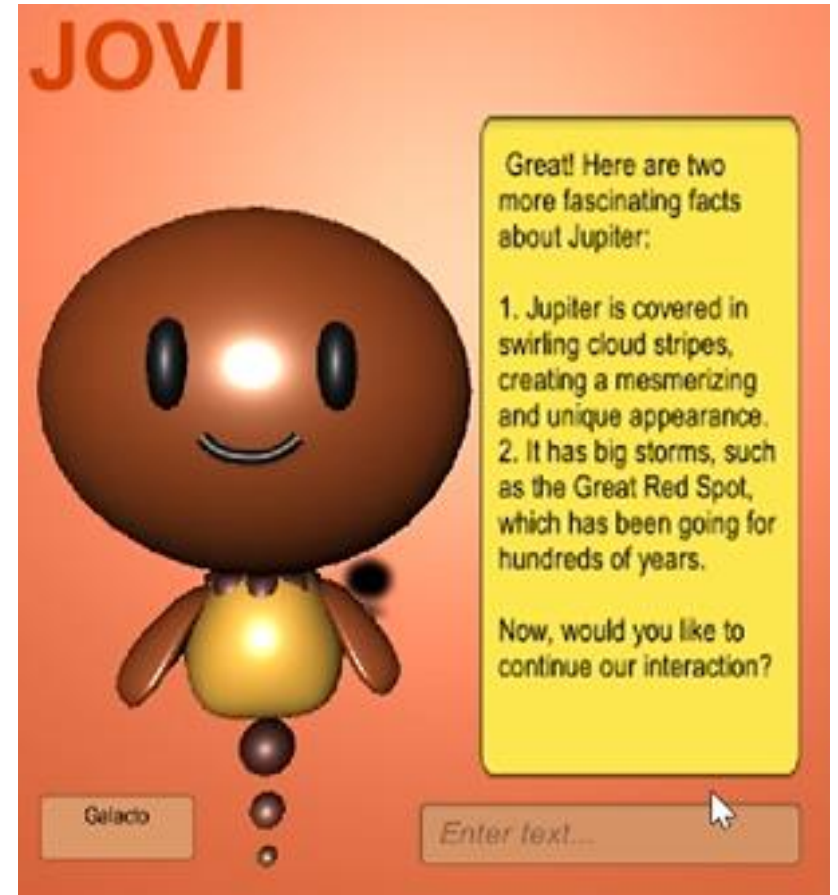 JOVI
Great! Here are two
more fascinating facts
about Jupiter:
1. Jupiter is covered in
swirling cloud stripes,
creating a mesmerizing
and unique appearance.
2. It has big storms, such
as the Great Red Spot,
which has been going for
hundreds of years.
Now, would you like to
continue our interaction?
Galacto
Enter text...